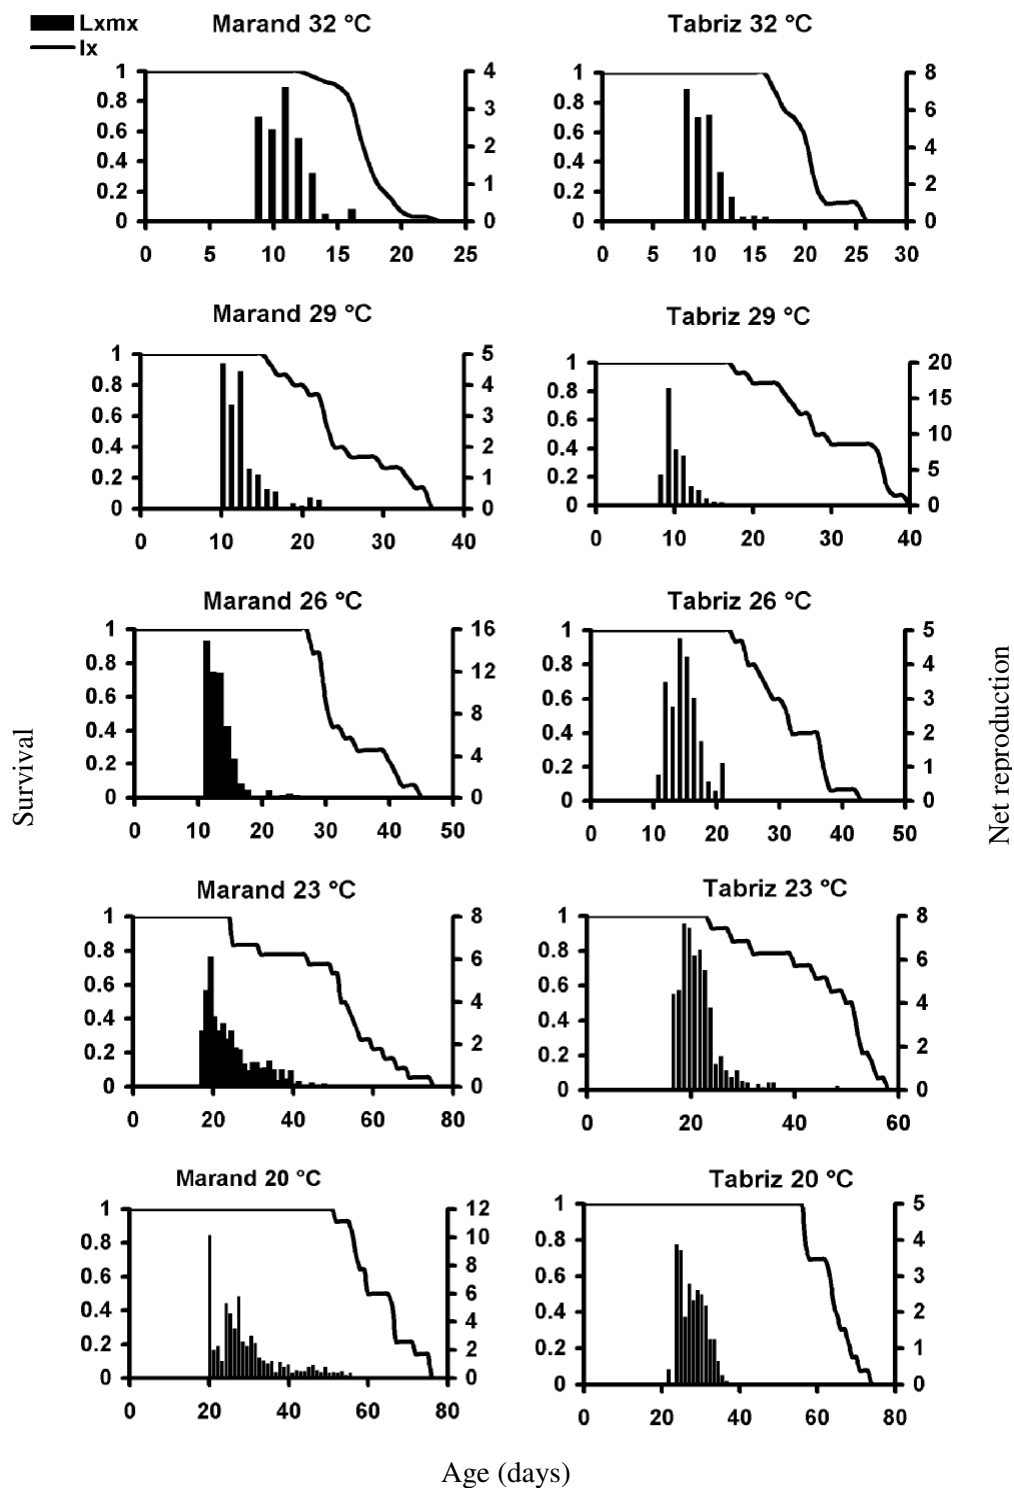 Lxmx
lx
Marand 32 °C
Tabriz 32 °C
1 0.8 0.6 0.4 0.2 0
4 3 2 1 0
0 5 10 15 20 25
1 0.8 0.6 0.4 0.2 0
8 6 4 2 0
0 5 10 15 20 25 30
Marand 29 °C
Tabriz 29 °C
1 0.8 0.6 0.4 0.2 0
5 4 3 2 1 0
0 10 20 30 40
1 0.8 0.6 0.4 0.2 0
20 15 10 5 0
0 10 20 30 40
Marand 26 °C
Tabriz 26 °C
1 0.8 0.6 0.4 0.2 0
16 12 8 4 0
0 10 20 30 40 50
1 0.8 0.6 0.4 0.2 0
5 4 3 2 1 0
0 10 20 30 40 50
Survival
Net reproduction
Marand 23 °C
Tabriz 23 °C
1 0.8 0.6 0.4 0.2 0
8 6 4 2 0
0 20 40 60 80
1 0.8 0.6 0.4 0.2 0
8 6 4 2 0
0 20 40 60
Marand 20 °C
Tabriz 20 °C
1 0.8 0.6 0.4 0.2 0
12 10 8 6 4 2 0
0 20 40 60 80
1 0.8 0.6 0.4 0.2 0
5 4 3 2 1 0
0 20 40 60 80
Age (days)